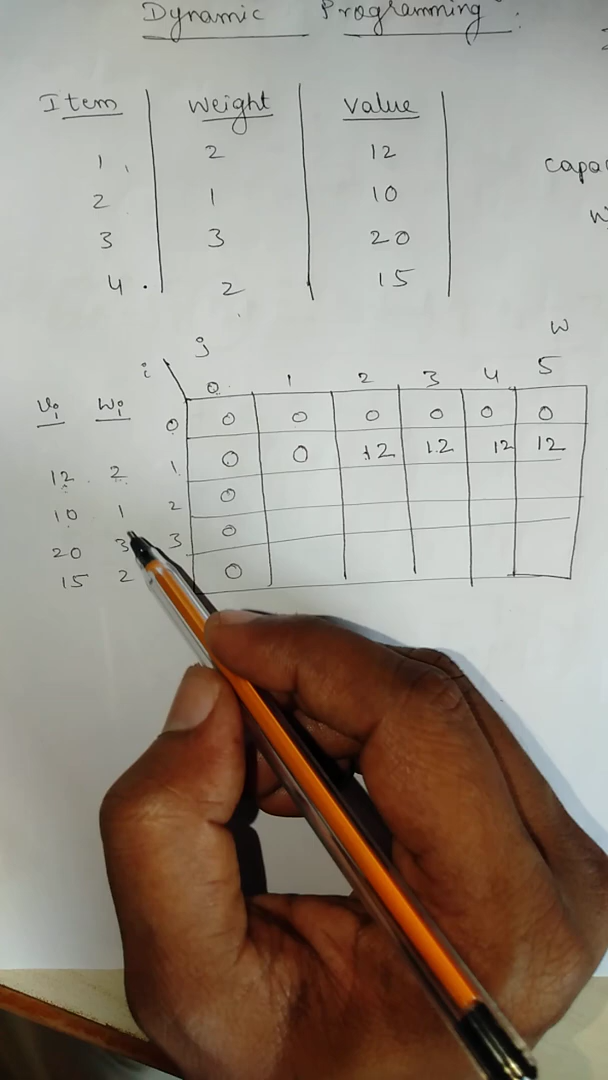 Dynamic Programming :
Item Weight Value
1 2 12
2 1 10
3 3 20
4 2 15
W
j
i 0 1 2 3 4 5
vi wi 0 0 0 0 0 0 0
12 2 1 0 0 12 12 12 12
10 1 2 0
20 3 3 0
15 2 0